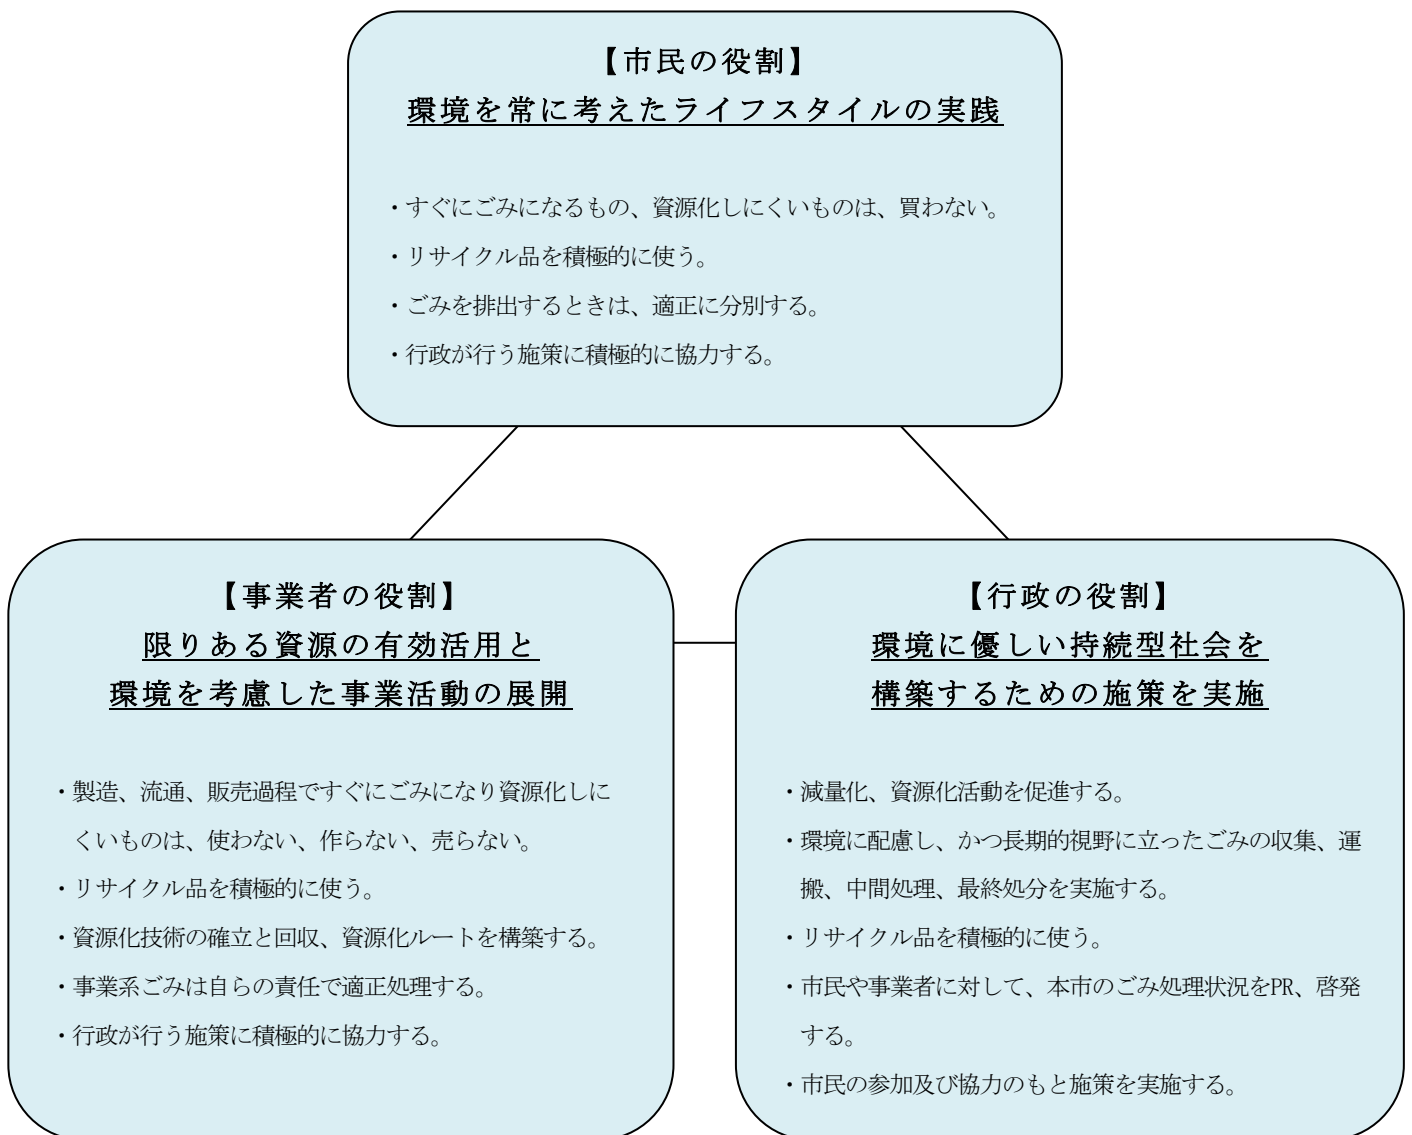 【市民の役割】
環境を常に考えたライフスタイルの実践
・すぐにごみになるもの、資源化しにくいものは、買わない。
・リサイクル品を積極的に使う。
・ごみを排出するときは、適正に分別する。
・行政が行う施策に積極的に協力する。
【事業者の役割】
限りある資源の有効活用と
環境を考慮した事業活動の展開
・製造、流通、販売過程ですぐにごみになり資源化しに
くいものは、使わない、作らない、売らない。
・リサイクル品を積極的に使う。
・資源化技術の確立と回収、資源化ルートを構築する。
・事業系ごみは自らの責任で適正処理する。
・行政が行う施策に積極的に協力する。
【行政の役割】
環境に優しい持続型社会を
構築するための施策を実施
・減量化、資源化活動を促進する。
・環境に配慮し、かつ長期的視野に立ったごみの収集、運
搬、中間処理、最終処分を実施する。
・リサイクル品を積極的に使う。
・市民や事業者に対して、本市のごみ処理状況をPR、啓発
する。
・市民の参加及び協力のもと施策を実施する。